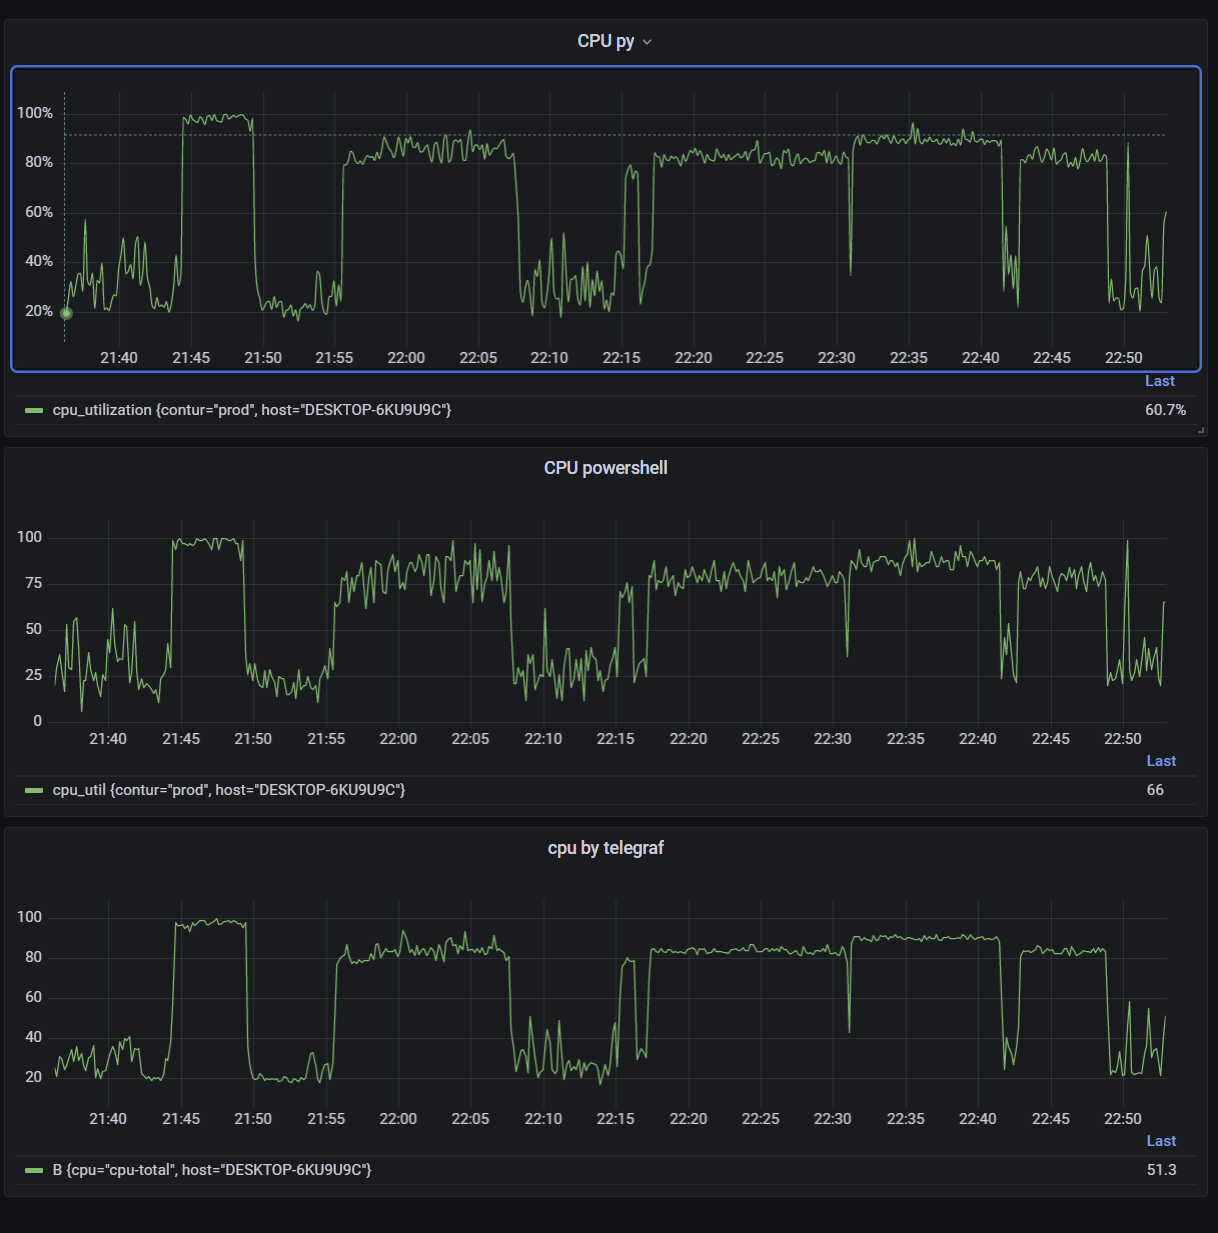 CPU py
100%
80%
60%
40%
20%
21:40 21:45 21:50 21:55 22:00 22:05 22:10 22:15 22:20 22:25 22:30 22:35 22:40 22:45 22:50
Last
cpu_utilization {contur="prod", host="DESKTOP-6KU9U9C"} 60.7%
CPU powershell
100
75
50
25
0
21:40 21:45 21:50 21:55 22:00 22:05 22:10 22:15 22:20 22:25 22:30 22:35 22:40 22:45 22:50
Last
cpu_util {contur="prod", host="DESKTOP-6KU9U9C"} 66
cpu by telegraf
100
80
60
40
20
21:40 21:45 21:50 21:55 22:00 22:05 22:10 22:15 22:20 22:25 22:30 22:35 22:40 22:45 22:50
Last
B {cpu="cpu-total", host="DESKTOP-6KU9U9C"} 51.3